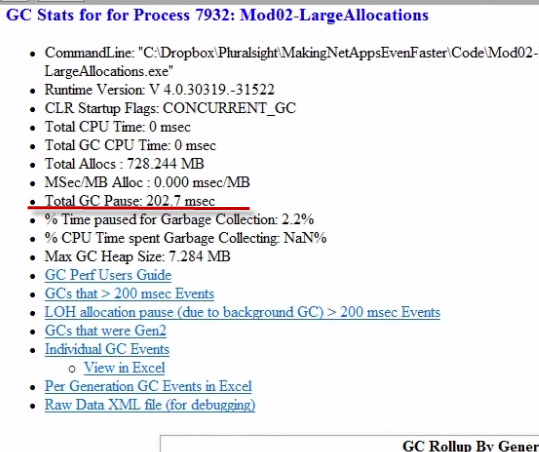 GC Stats for for Process 7932: Mod02-LargeAllocations
CommandLine: "C:\Dropbox\Pluralsight\MakingNetAppsEvenFaster\Code\Mod02-
LargeAllocations.exe"
Runtime Version: V 4.0.30319.-31522
CLR Startup Flags: CONCURRENT_GC
Total CPU Time: 0 msec
Total GC CPU Time: 0 msec
Total Allocs : 728.244 MB
MSec/MB Alloc : 0.000 msec/MB
Total GC Pause: 202.7 msec
% Time paused for Garbage Collection: 2.2%
% CPU Time spent Garbage Collecting: NaN%
Max GC Heap Size: 7.284 MB
GC Perf Users Guide
GCs that > 200 msec Events
LOH allocation pause (due to background GC) > 200 msec Events
GCs that were Gen2
Individual GC Events
View in Excel
Per Generation GC Events in Excel
Raw Data XML file (for debugging)
GC Rollup By Gener